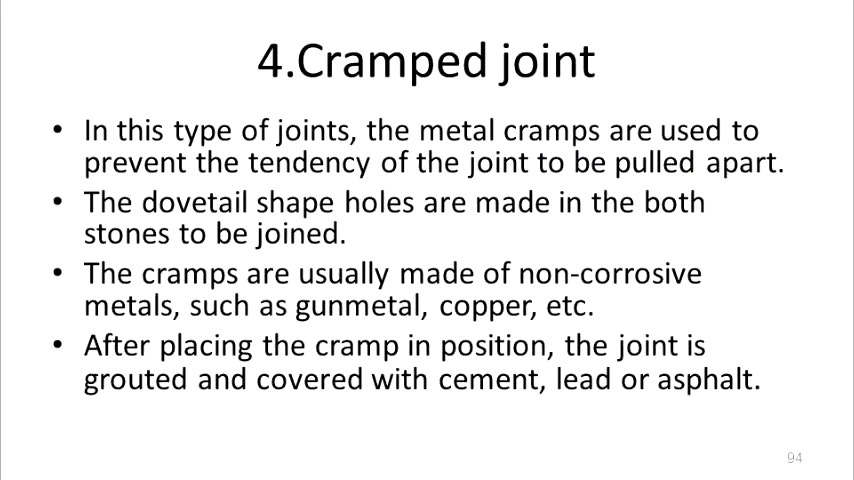 4.Cramped joint
• In this type of joints, the metal cramps are used to
prevent the tendency of the joint to be pulled apart.
• The dovetail shape holes are made in the both
stones to be joined.
• The cramps are usually made of non-corrosive
metals, such as gunmetal, copper, etc.
• After placing the cramp in position, the joint is
grouted and covered with cement, lead or asphalt.
94